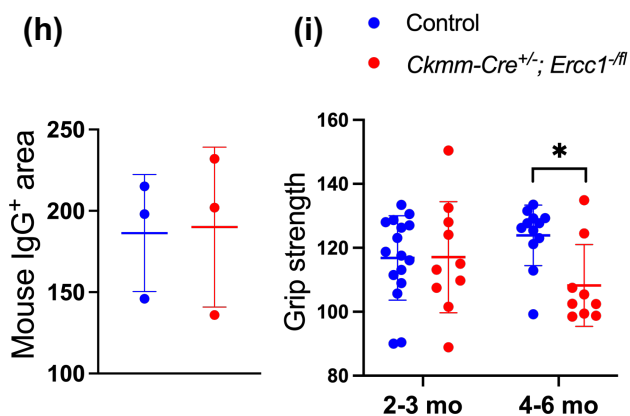 (h)
Mouse IgG+ area
250
200
150
100
(i)
Control
Ckmm-Cre+/-; Ercc1-/fl
Grip strength
160
140
120
100
80
*
2-3 mo
4-6 mo